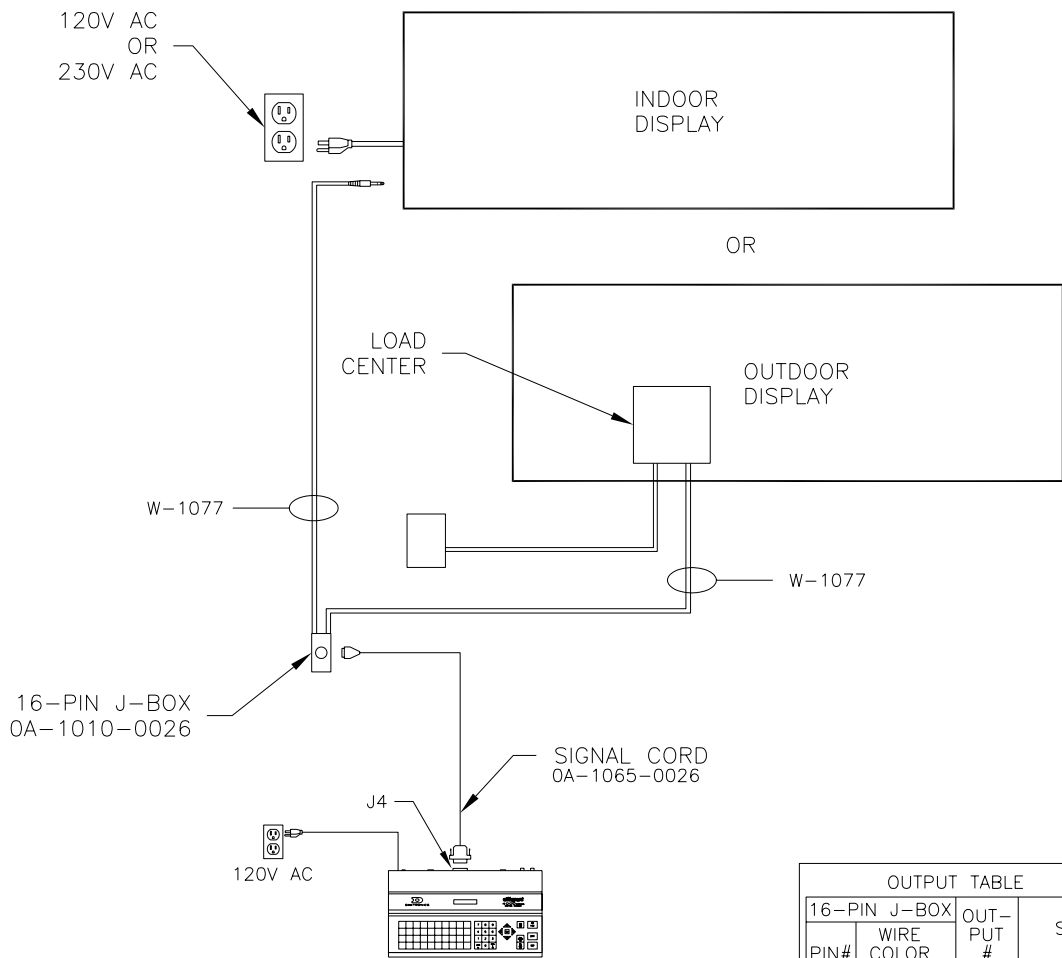 120V AC
OR
230V AC
INDOOR
DISPLAY
OR
LOAD
CENTER
OUTDOOR
DISPLAY
W-1077
W-1077
16-PIN J-BOX
0A-1010-0026
SIGNAL CORD
0A-1065-0026
J4
120V AC
OUTPUT TABLE
16-PIN J-BOX
OUT-
PUT
#
S
PIN#
WIRE
COLOR